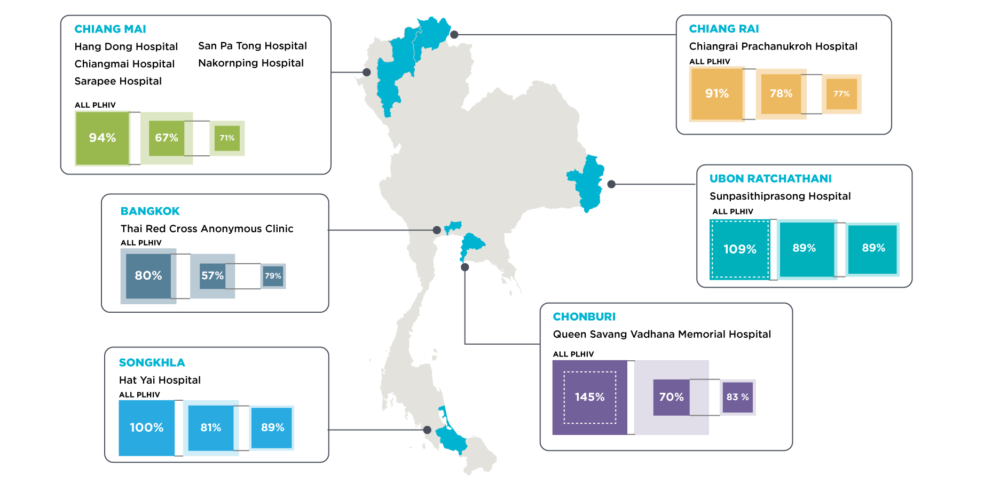 CHIANG MAI
Hang Dong Hospital
Chiangmai Hospital
Sarapee Hospital
San Pa Tong Hospital
Nakornping Hospital
ALL PLHIV
94%
67%
71%
CHIANG RAI
Chiangrai Prachanukroh Hospital
ALL PLHIV
91%
78%
77%
BANGKOK
Thai Red Cross Anonymous Clinic
ALL PLHIV
80%
57%
79%
UBON RATCHATHANI
Sunpasithiprasong Hospital
ALL PLHIV
109%
89%
89%
SONGKHLA
Hat Yai Hospital
ALL PLHIV
100%
81%
89%
CHONBURI
Queen Savang Vadhana Memorial Hospital
ALL PLHIV
145%
70%
83 %